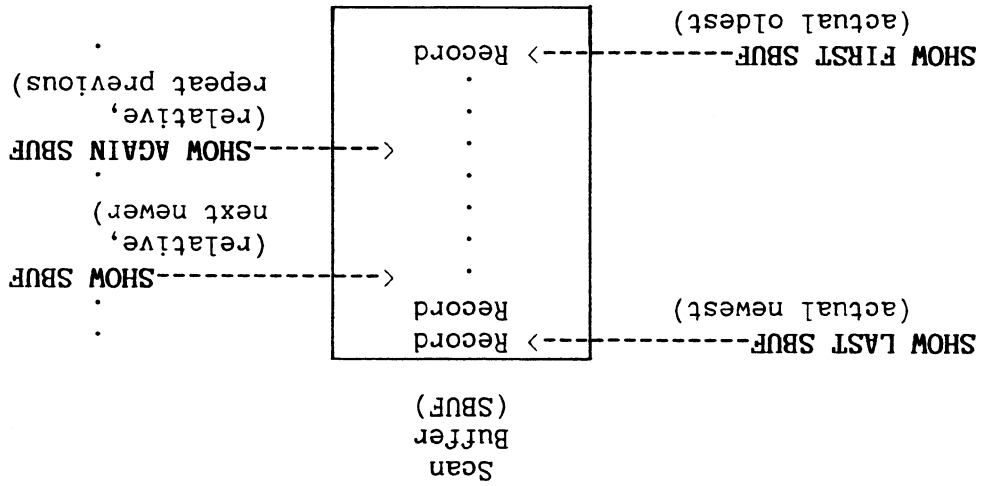 Scan
Buffer
(SBUF)
SHOW LAST SBUF------------> Record .
(actual newest) Record .
. <-----------SHOW SBUF
. (relative,
. next newer)
. .
. <--------SHOW AGAIN SBUF
. (relative,
. repeat previous)
SHOW FIRST SBUF-----------> Record .
(actual oldest)